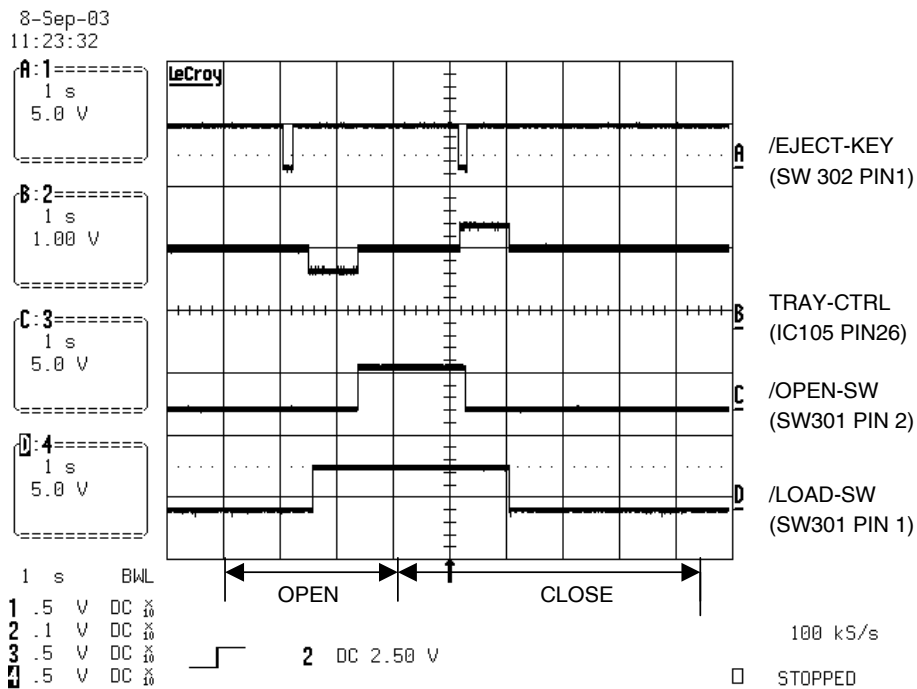 8-Sep-03
11:23:32
A:1
1 s
5.0 V
B:2
1 s
1.00 V
C:3
1 s
5.0 V
D:4
1 s
5.0 V
LeCroy
A
B
C
D
/EJECT-KEY
(SW 302 PIN1)
TRAY-CTRL
(IC105 PIN26)
/OPEN-SW
(SW301 PIN 2)
/LOAD-SW
(SW301 PIN 1)
OPEN
CLOSE
1 s BWL
1 .5 V DC X10
2 .1 V DC X10
3 .5 V DC X10
4 .5 V DC X10
2 DC 2.50 V
100 kS/s
STOPPED